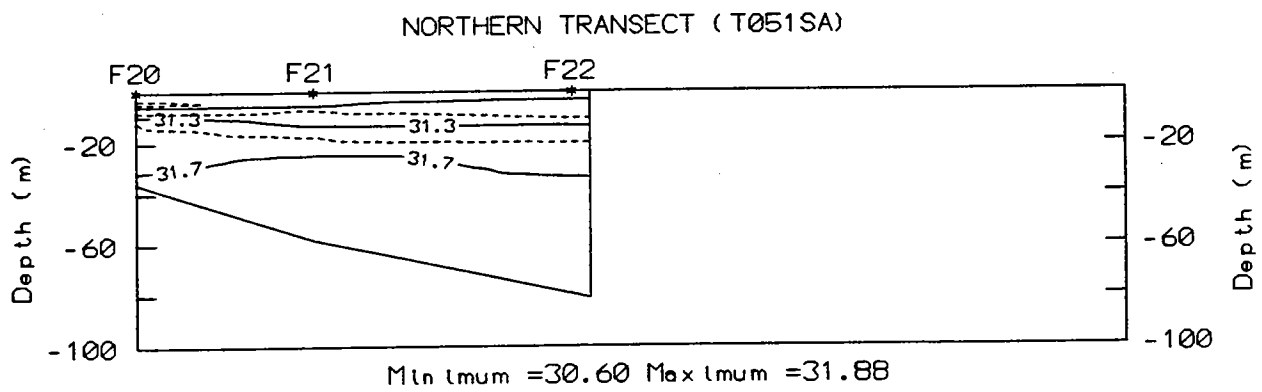 NORTHERN TRANSECT (T051SA)
F20 F21 F22
31.3 31.3
-20 -20
31.7 31.7
Depth (m) Depth (m)
-60 -60
-100 -100
Minimum =30.60 Maximum =31.88